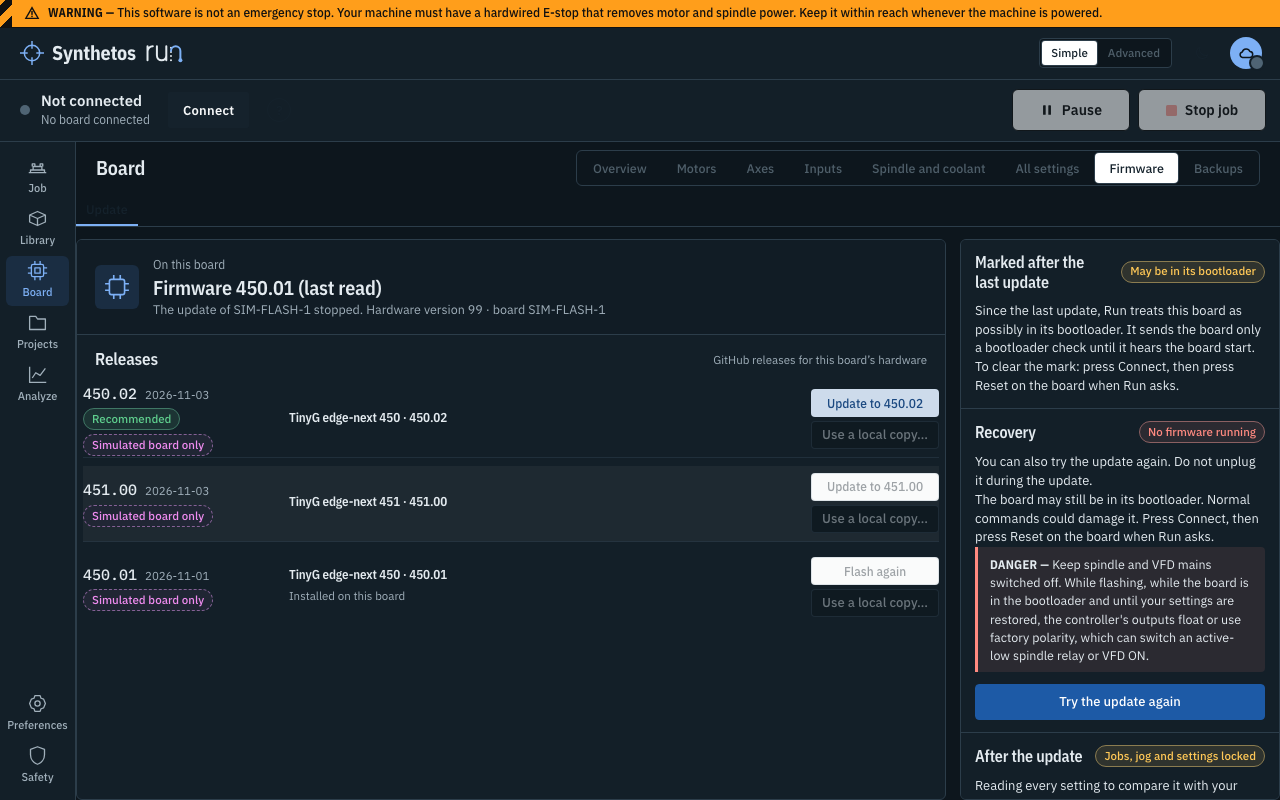 WARNING — This software is not an emergency stop. Your machine must have a hardwired E-stop that removes motor and spindle power. Keep it within reach whenever the machine is powered.
Synthetos run
Simple Advanced
Not connected
No board connected
Connect
Pause
Stop job
Job
Library
Board
Projects
Analyze
Preferences
Safety
Board
Overview Motors Axes Inputs Spindle and coolant All settings Firmware Backups
Update
On this board
Firmware 450.01 (last read)
The update of SIM-FLASH-1 stopped. Hardware version 99 · board SIM-FLASH-1
Releases
GitHub releases for this board's hardware
450.02 2026-11-03
Recommended
Simulated board only
TinyG edge-next 450 · 450.02
Update to 450.02
Use a local copy...
451.00 2026-11-03
Simulated board only
TinyG edge-next 451 · 451.00
Update to 451.00
Use a local copy...
450.01 2026-11-01
Simulated board only
TinyG edge-next 450 · 450.01
Installed on this board
Flash again
Use a local copy...
Marked after the
last update
May be in its bootloader
Since the last update, Run treats this board as
possibly in its bootloader. It sends the board only
a bootloader check until it hears the board start.
To clear the mark: press Connect, then press
Reset on the board when Run asks.
Recovery
No firmware running
You can also try the update again. Do not unplug
it during the update.
The board may still be in its bootloader. Normal
commands could damage it. Press Connect, then
press Reset on the board when Run asks.
DANGER — Keep spindle and VFD mains
switched off. While flashing, while the board is
in the bootloader and until your settings are
restored, the controller's outputs float or use
factory polarity, which can switch an active-
low spindle relay or VFD ON.
Try the update again
After the update
Jobs, jog and settings locked
Reading every setting to compare it with your